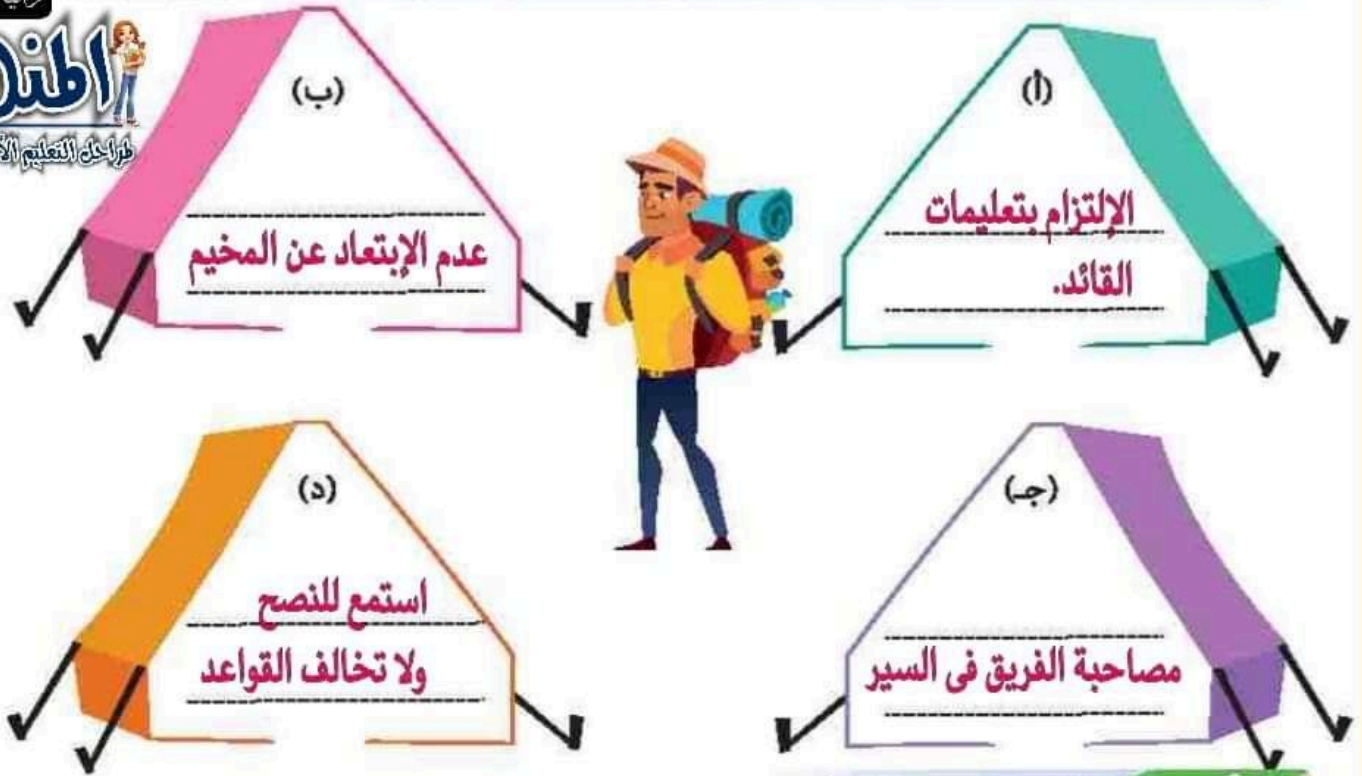 (أ)
الإلتزام بتعليمات
القائد.
(ب)
عدم الإبتعاد عن المخيم
(جـ)
مصاحبة الفريق فى السير
(د)
استمع للنصح
ولا تخالف القواعد